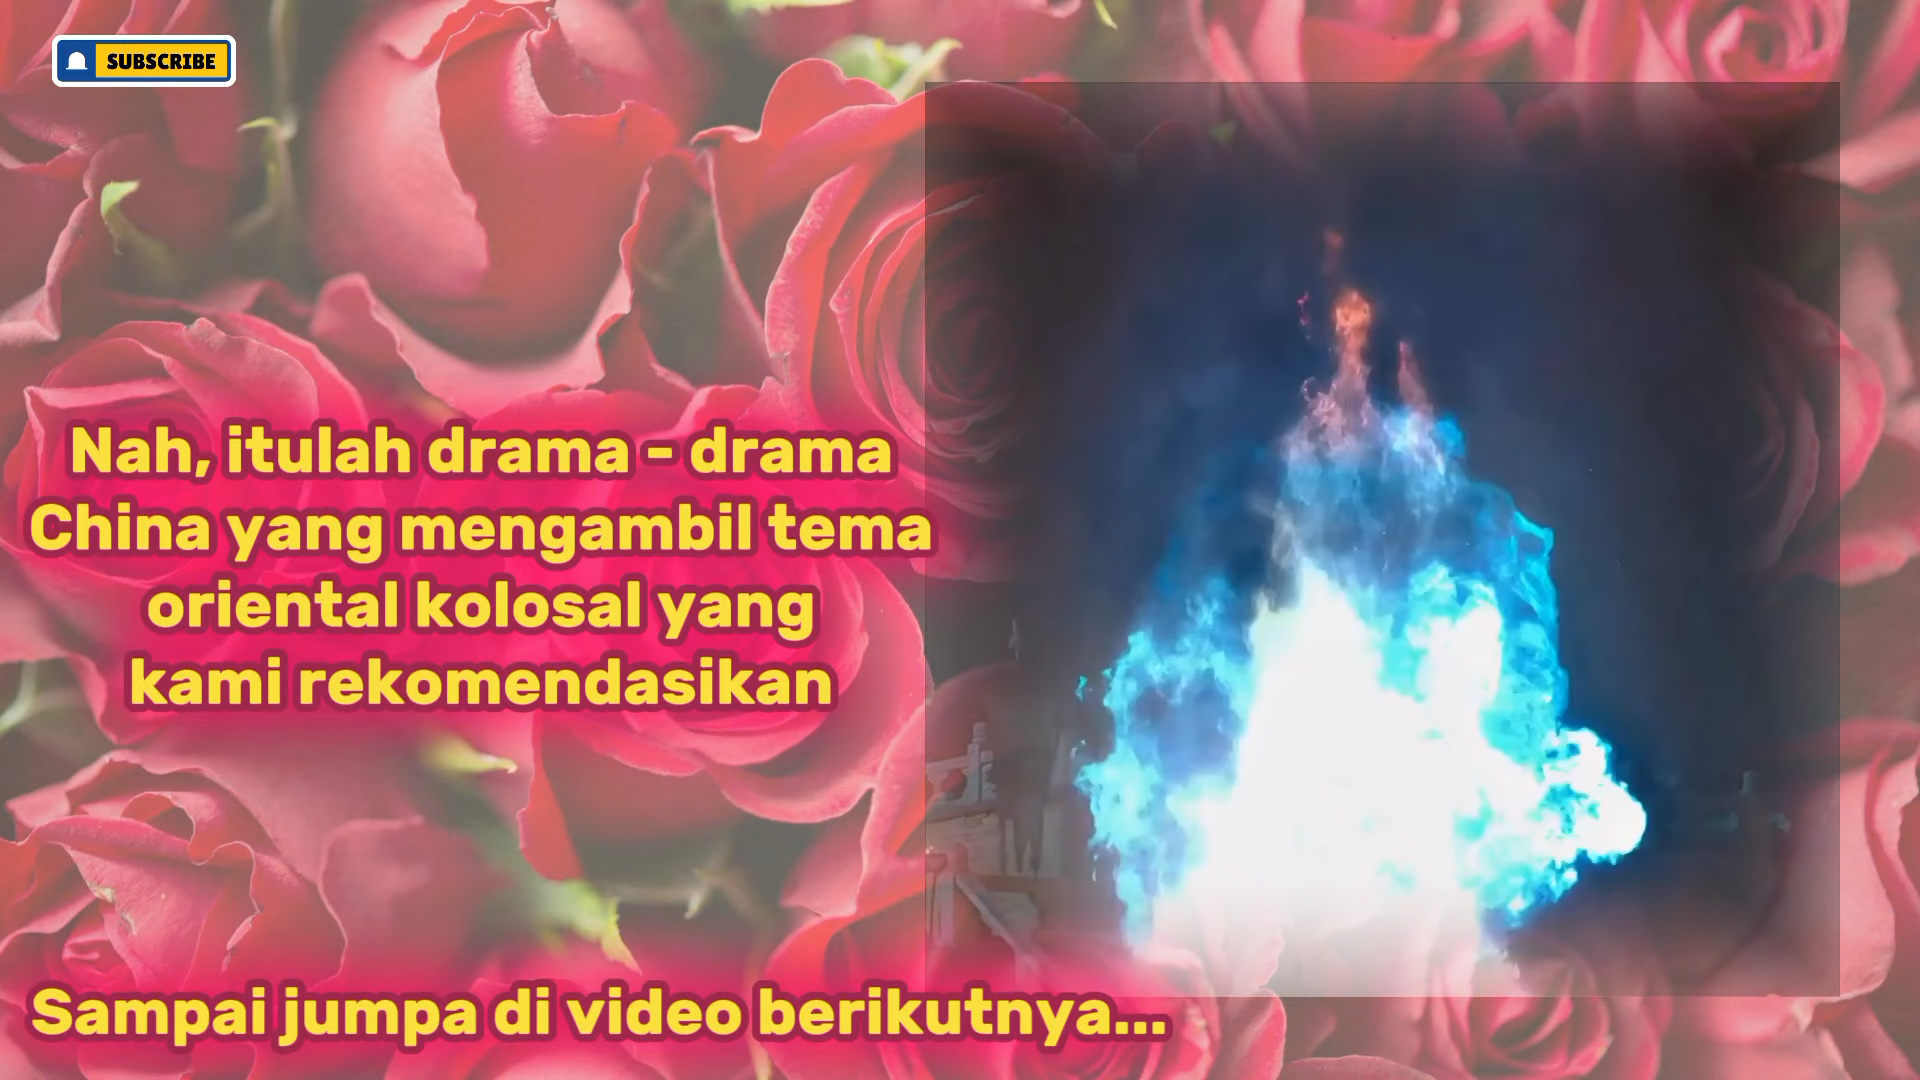 SUBSCRIBE
Nah, itulah drama - drama
China yang mengambil tema
oriental kolosal yang
kami rekomendasikan
Sampai jumpa di video berikutnya...